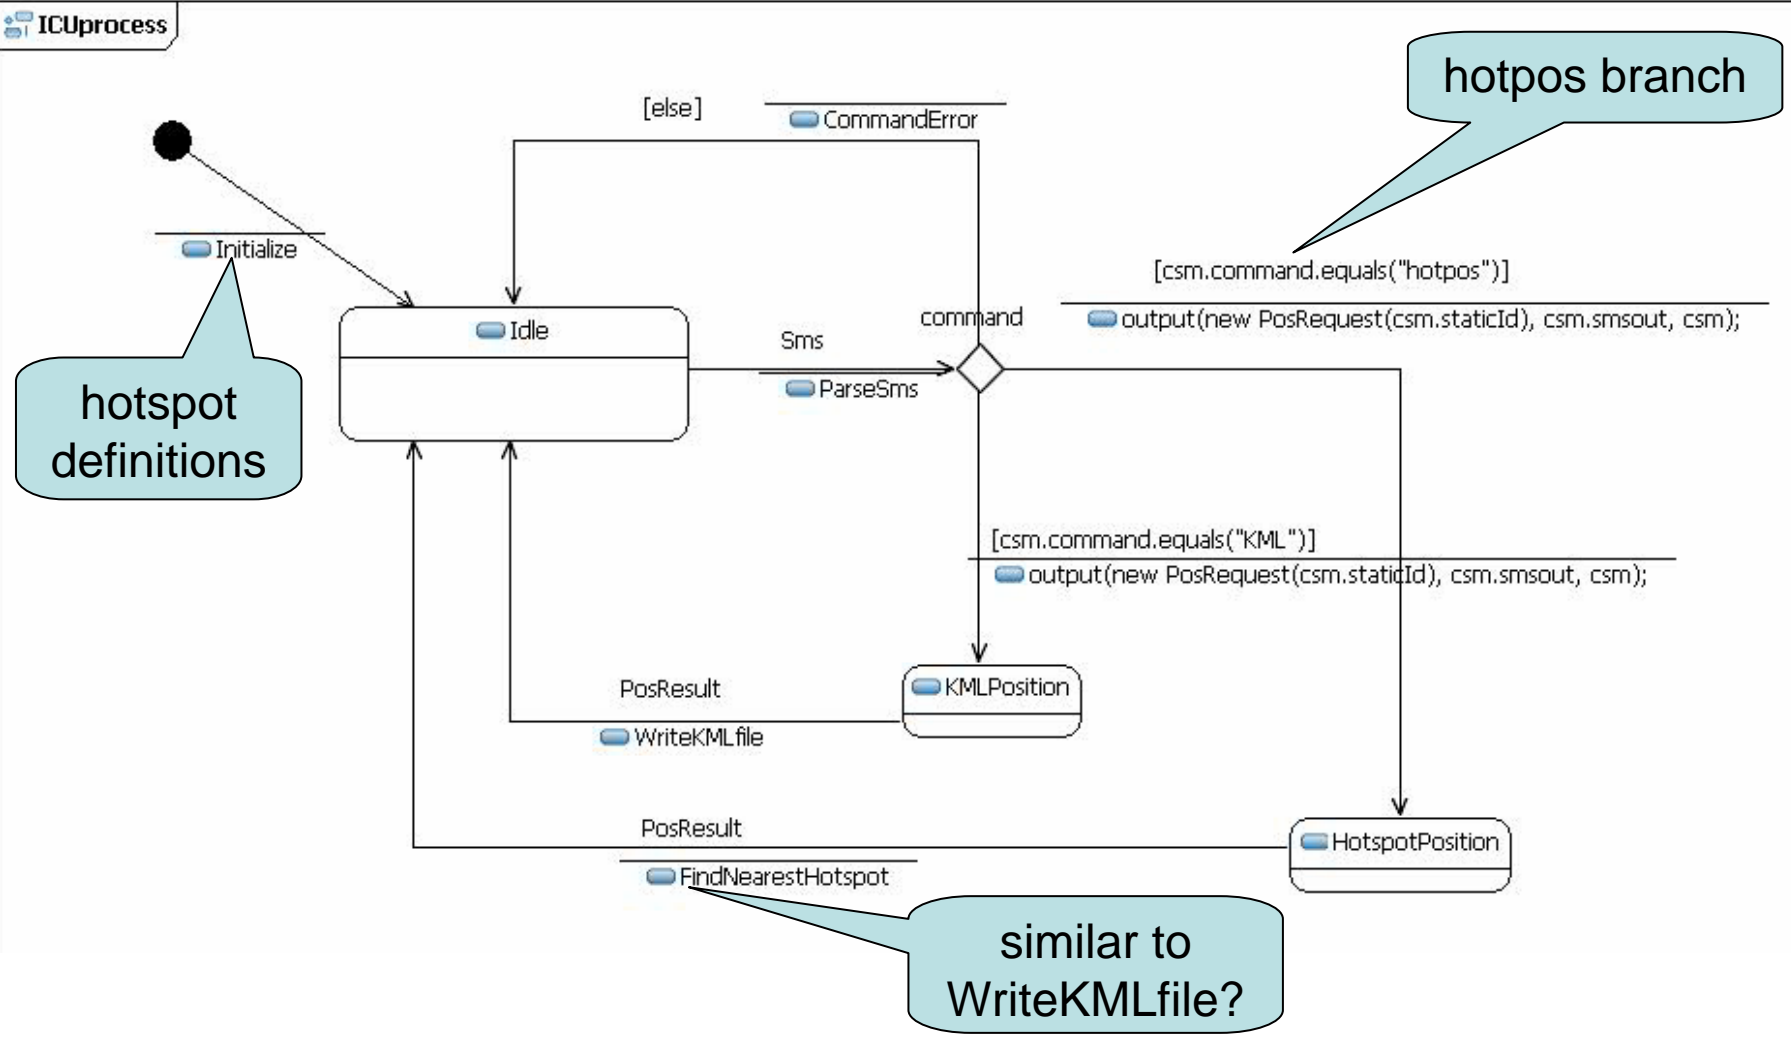 ICUprocess
hotpos branch
[else]
CommandError
Initialize
[csm.command.equals("hotpos")]
output(new PosRequest(csm.staticId), csm.smsout, csm);
command
Idle
Sms
ParseSms
hotspot
definitions
[csm.command.equals("KML")]
output(new PosRequest(csm.staticId), csm.smsout, csm);
KMLPosition
PosResult
WriteKMLfile
PosResult
HotspotPosition
FindNearestHotspot
similar to
WriteKMLfile?